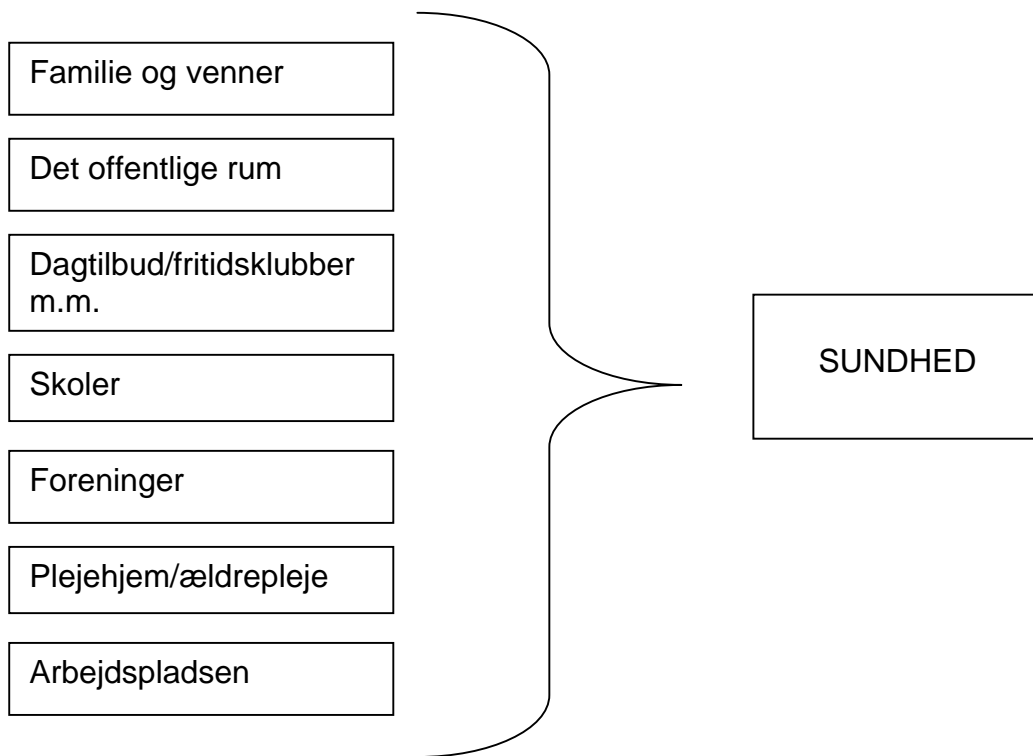 Familie og venner
Det offentlige rum
Dagtilbud/fritidsklubber
m.m.
Skoler
Foreninger
Plejehjem/ældrepleje
Arbejdspladsen
SUNDHED